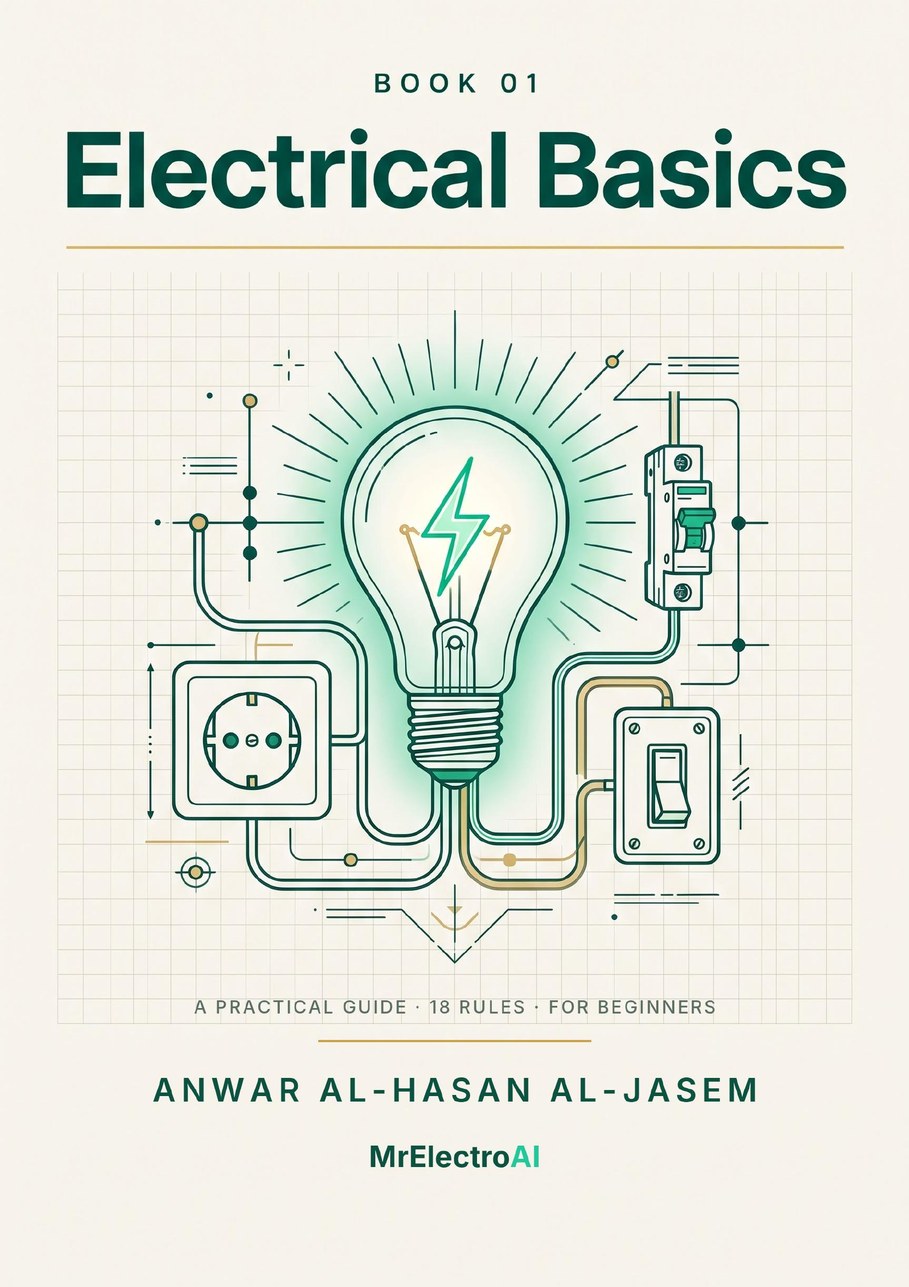 BOOK 01
Electrical Basics
A PRACTICAL GUIDE · 18 RULES · FOR BEGINNERS
ANWAR AL-HASAN AL-JASEM
MrElectroAI